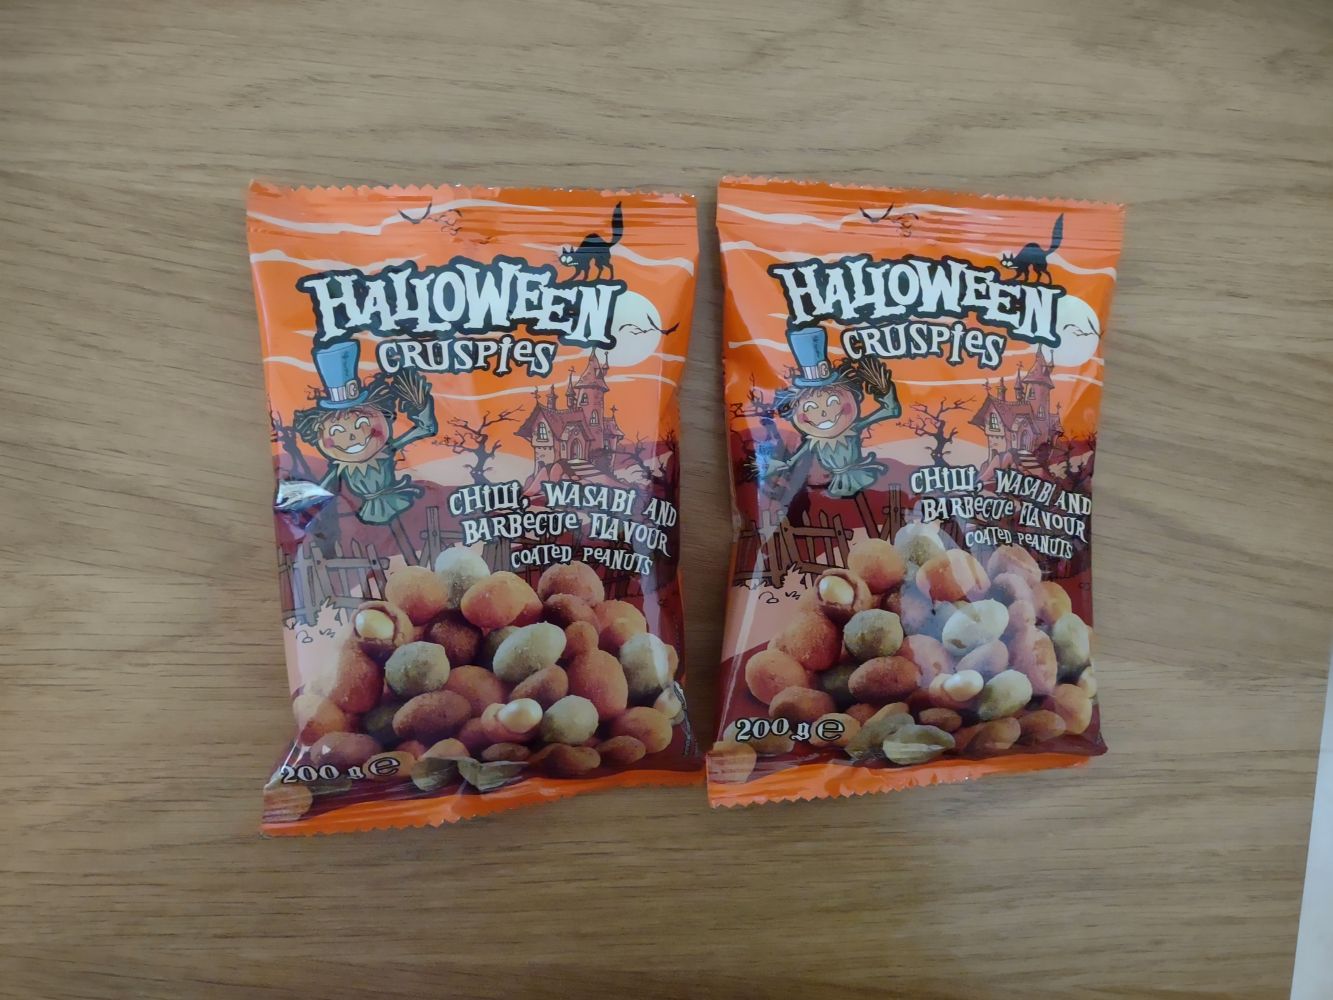 HALLOWEEN
CRUSPIES
CHILLI, WASABI AND
BARBECUE FLAVOUR
COATED PEANUTS
200 g e
HALLOWEEN
CRUSPIES
CHILLI, WASABI AND
BARBECUE FLAVOUR
COATED PEANUTS
200 g e